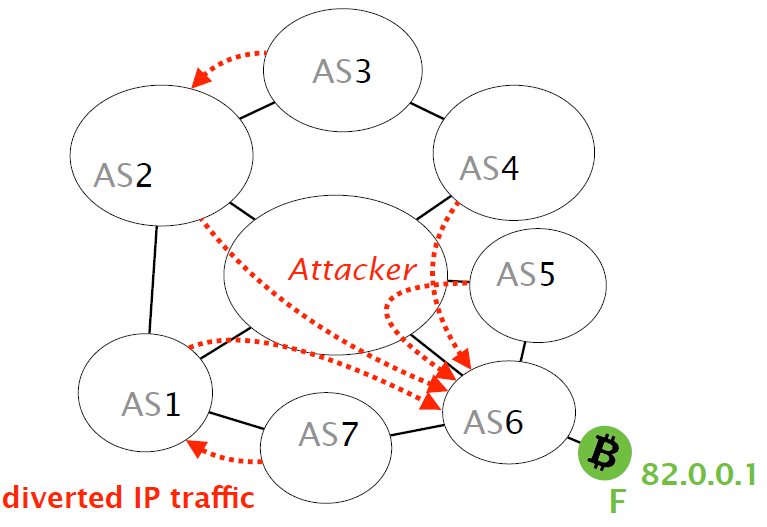 AS3
AS2
AS4
Attacker
AS5
AS1
AS7
AS6
82.0.0.1
F
diverted IP traffic